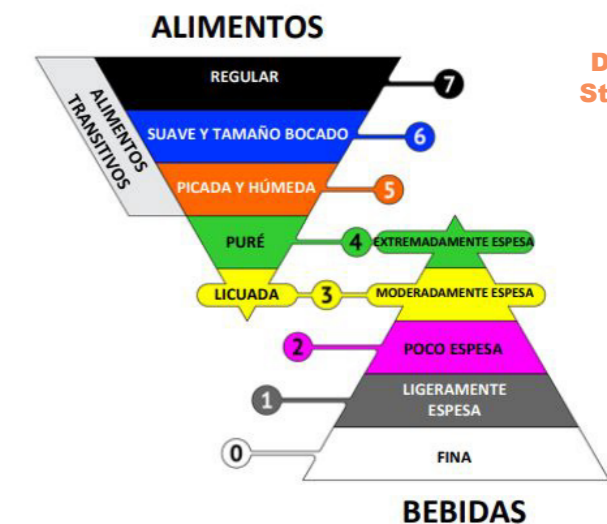 ALIMENTOS
REGULAR
7
ALIMENTOS
TRANSITIVOS
SUAVE Y TAMAÑO BOCADO
6
PICADA Y HÚMEDA
5
PURÉ
4
EXTREMADAMENTE ESPESA
LICUADA
3
MODERADAMENTE ESPESA
2
POCO ESPESA
1
LIGERAMENTE
ESPESA
0
FINA
BEBIDAS
D
St